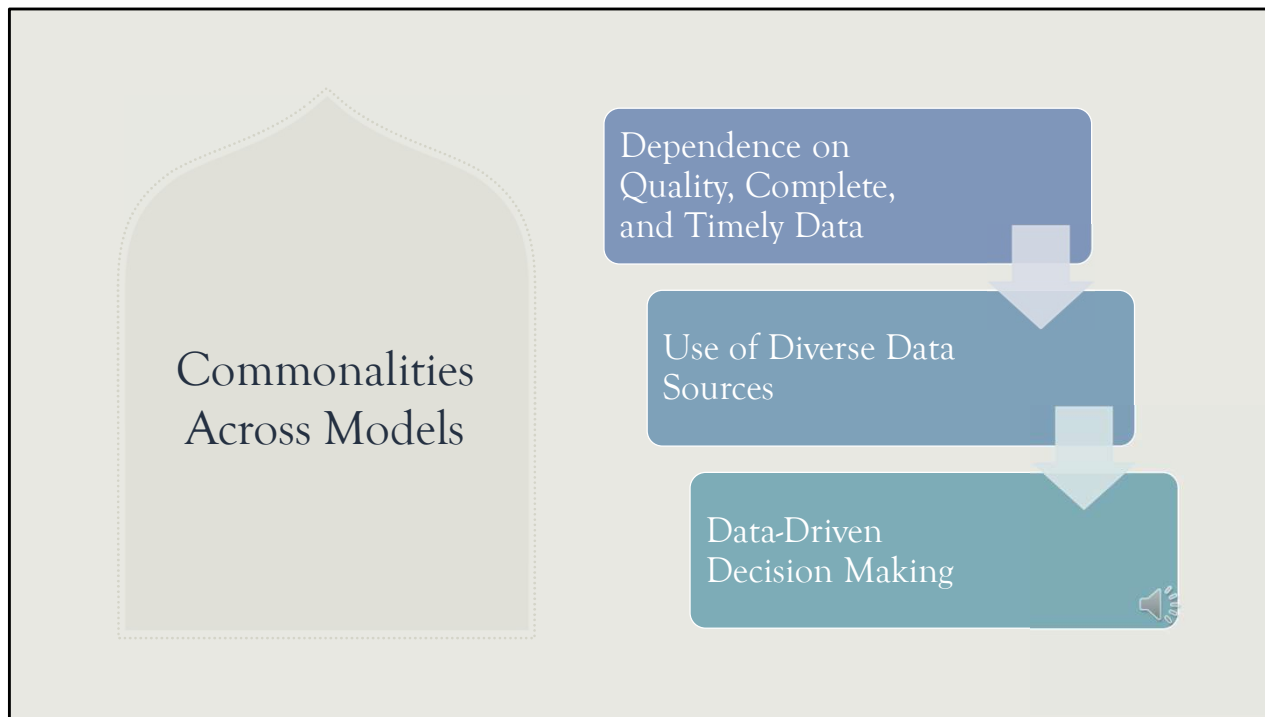 Commonalities
Across Models
Dependence on
Quality, Complete,
and Timely Data
Use of Diverse Data
Sources
Data-Driven
Decision Making